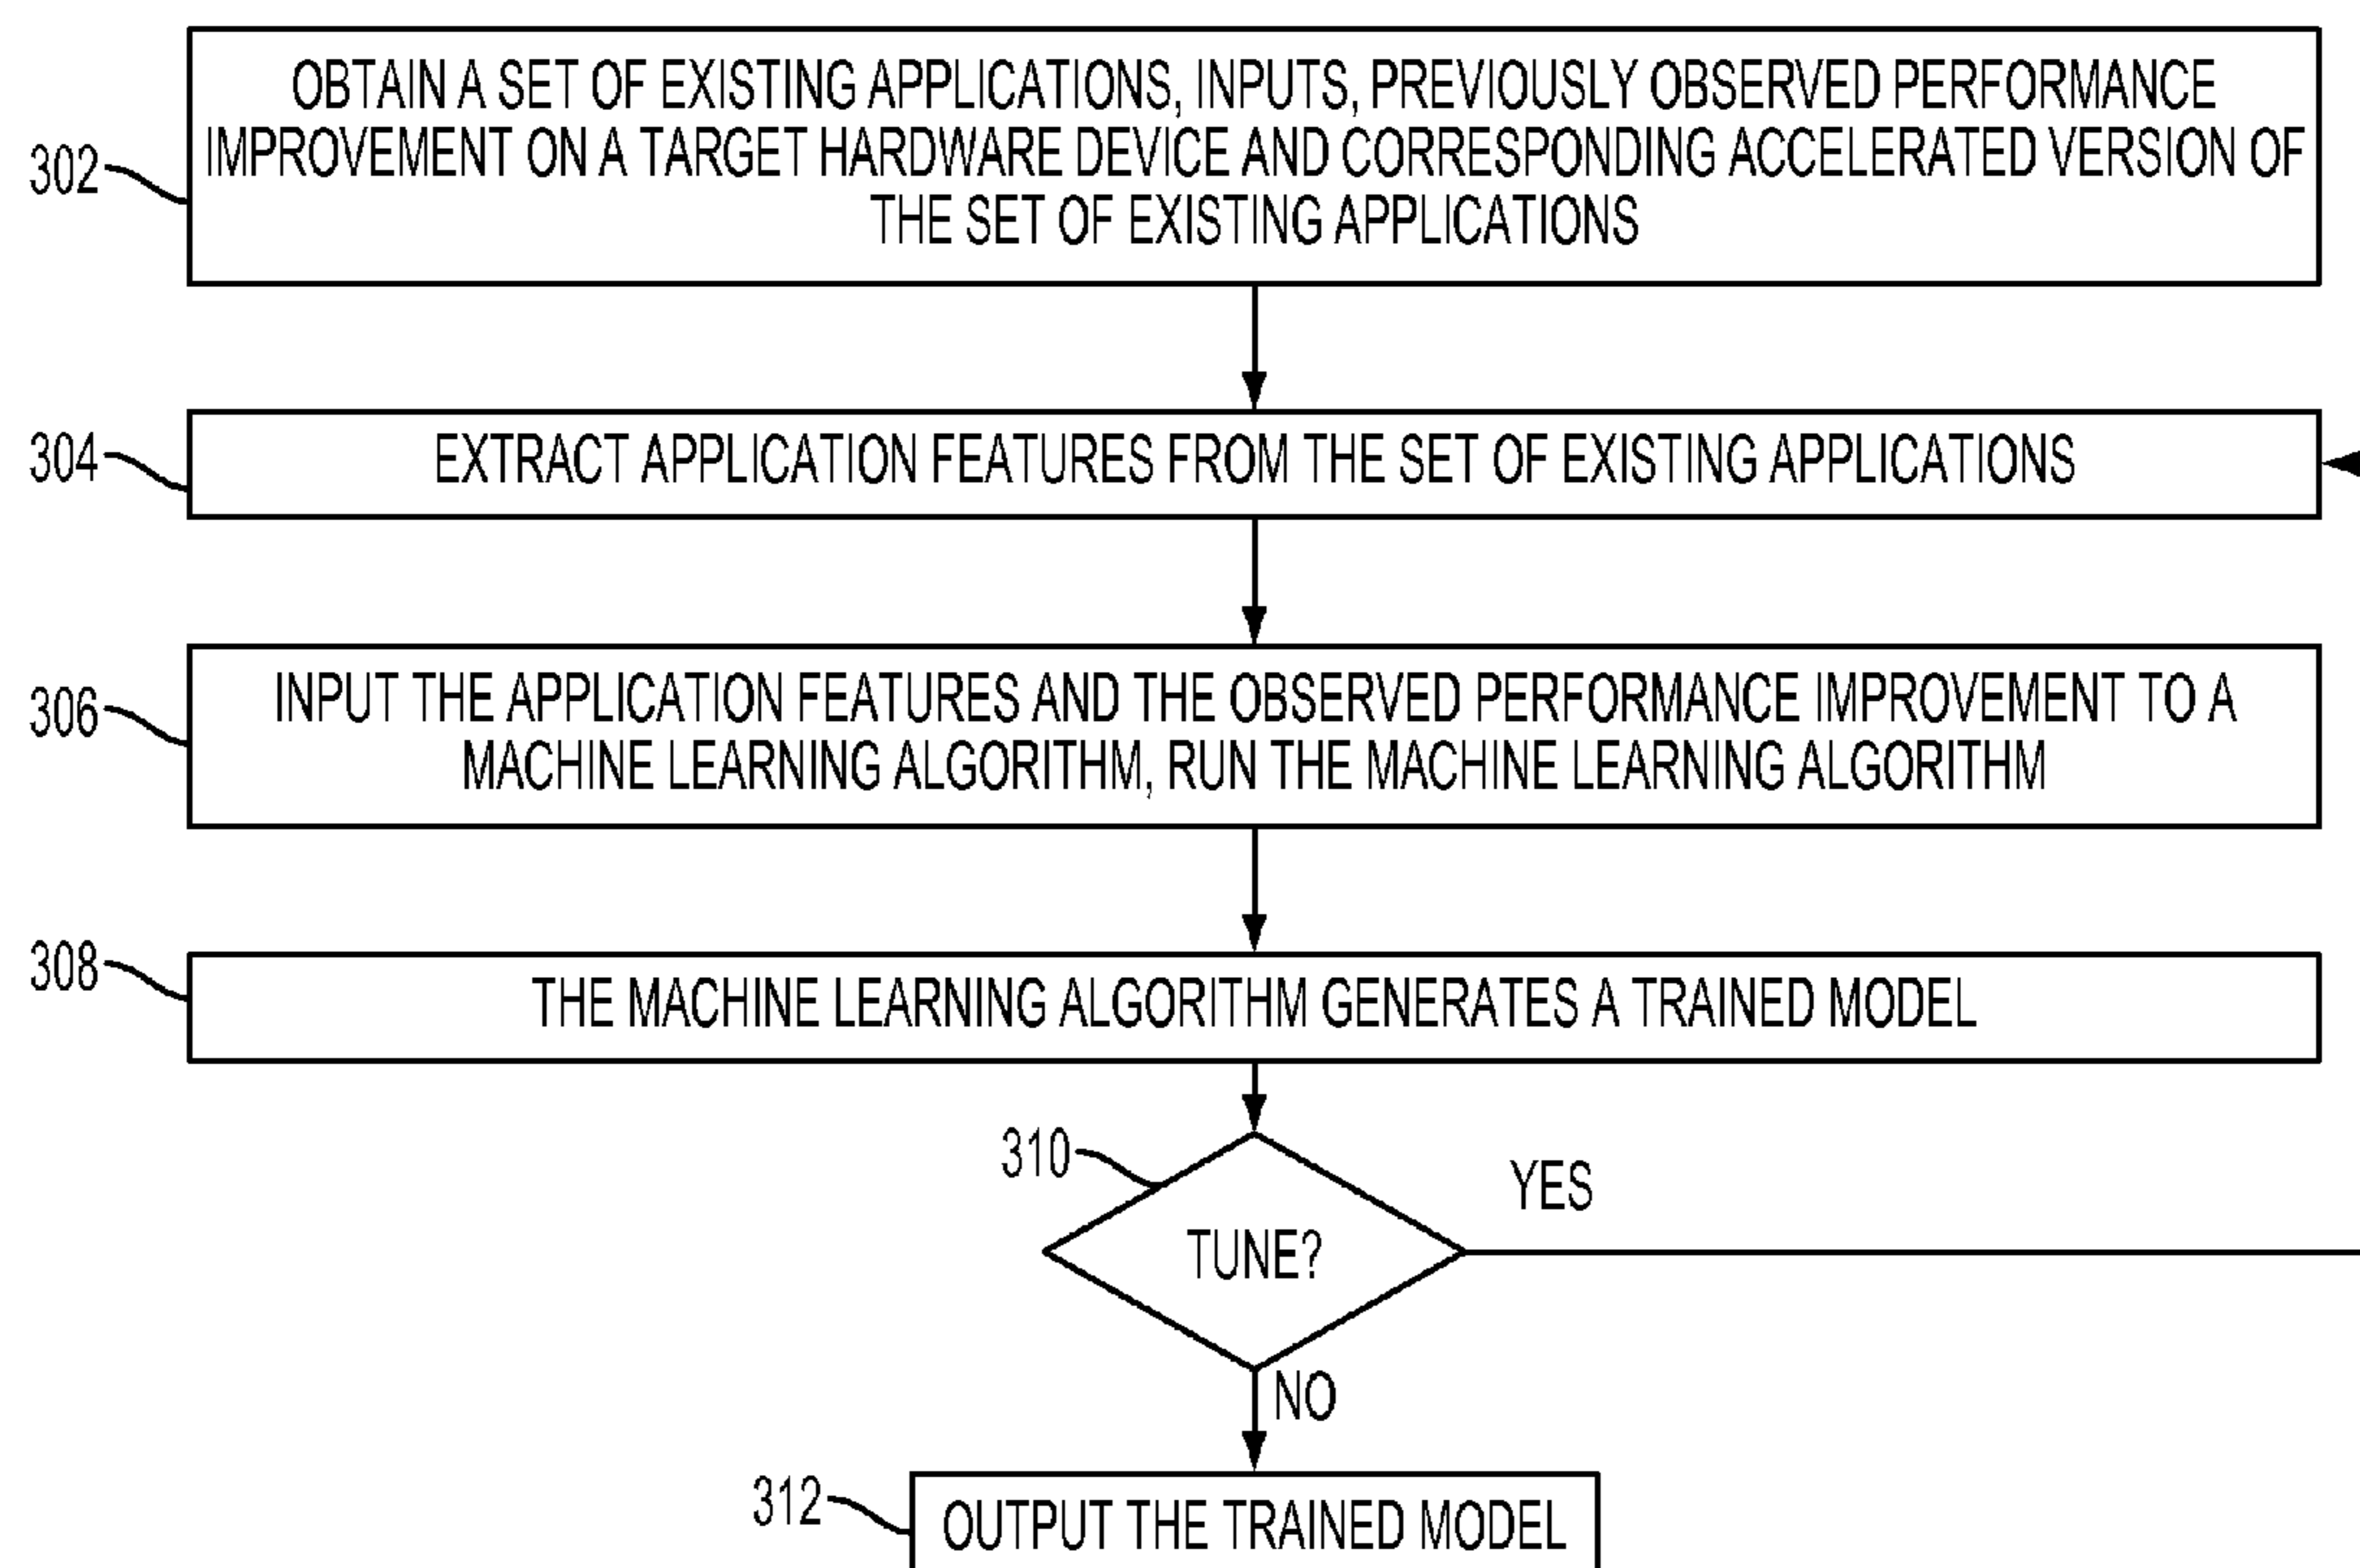 OBTAIN A SET OF EXISTING APPLICATIONS, INPUTS, PREVIOUSLY OBSERVED PERFORMANCE
IMPROVEMENT ON A TARGET HARDWARE DEVICE AND CORRESPONDING ACCELERATED VERSION OF
THE SET OF EXISTING APPLICATIONS
302
304
EXTRACT APPLICATION FEATURES FROM THE SET OF EXISTING APPLICATIONS
306
INPUT THE APPLICATION FEATURES AND THE OBSERVED PERFORMANCE IMPROVEMENT TO A
MACHINE LEARNING ALGORITHM, RUN THE MACHINE LEARNING ALGORITHM
308
THE MACHINE LEARNING ALGORITHM GENERATES A TRAINED MODEL
310
TUNE?
YES
NO
312
OUTPUT THE TRAINED MODEL